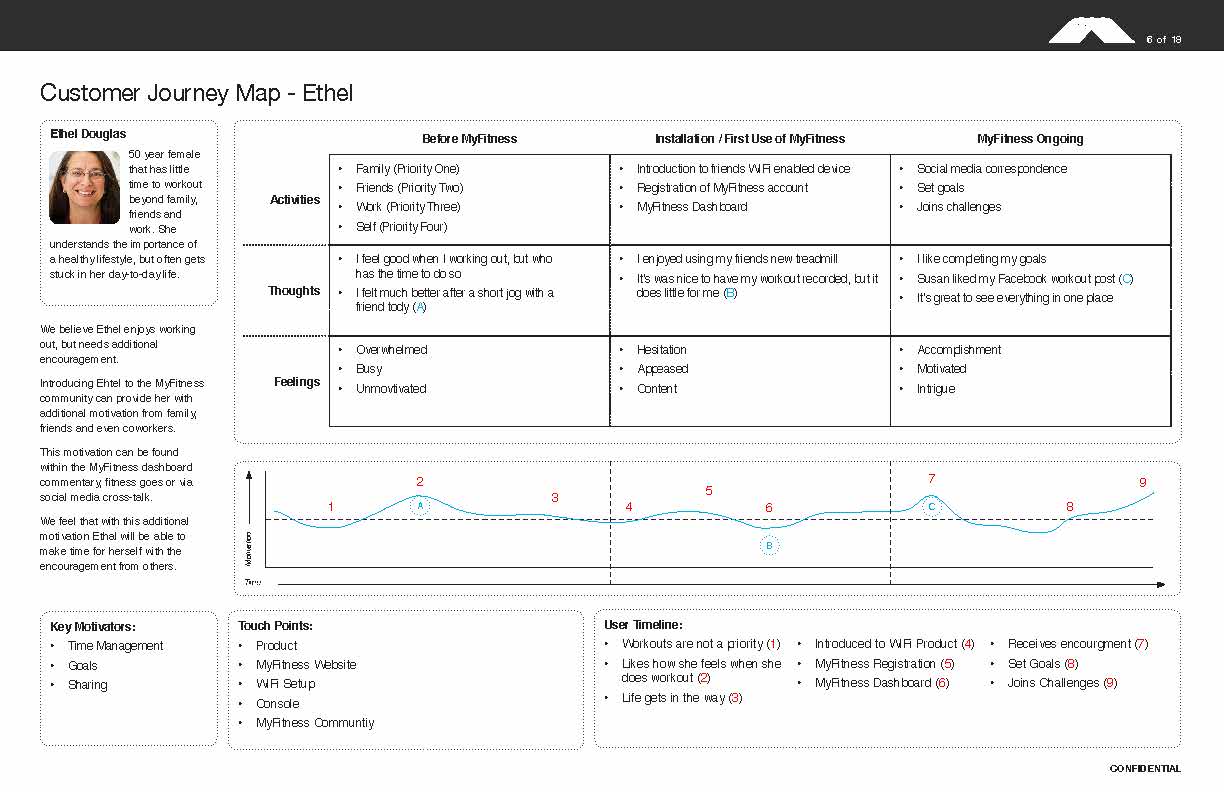 6 of 19
Customer Journey Map - Ethel
Ethel Douglas
50 year female
that has little
time to workout
beyond family,
friends and
work. She
understands the importance of
a healthy lifestyle, but often gets
stuck in her day-to-day life.
We believe Ethel enjoys working
out, but needs additional
encouragement.
Introducing Ehtel to the MyFitness
community can provide her with
additional motivation from family,
friends and even coworkers.
This motivation can be found
within the MyFitness dashboard
commentary, fitness goes or via
social media cross-talk.
We feel that with this additional
motivation Ethal will be able to
make time for herself with the
encouragement from others.
Before MyFitness
Installation / First Use of MyFitness
MyFitness Ongoing
Activities
• Family (Priority One)
• Friends (Priority Two)
• Work (Priority Three)
• Self (Priority Four)
• Introduction to friends WiFi enabled device
• Registration of MyFitness account
• MyFitness Dashboard
• Social media correspondence
• Set goals
• Joins challenges
Thoughts
• I feel good when I working out, but who
has the time to do so
• I felt much better after a short jog with a
friend tody (A)
• I enjoyed using my friends new treadmill
• It's was nice to have my workout recorded, but it
does little for me (B)
• I like completing my goals
• Susan liked my Facebook workout post (C)
• It's great to see everything in one place
Feelings
• Overwhelmed
• Busy
• Unmovtivated
• Hesitation
• Appeased
• Content
• Accomplishment
• Motivated
• Intrigue
Motivation
1
2
A
3
4
5
6
B
7
C
8
9
Time
Key Motivators:
• Time Management
• Goals
• Sharing
Touch Points:
• Product
• MyFitness Website
• WiFi Setup
• Console
• MyFitness Communtiy
User Timeline:
• Workouts are not a priority (1)
• Likes how she feels when she
does workout (2)
• Life gets in the way (3)
• Introduced to WiFi Product (4)
• MyFitness Registration (5)
• MyFitness Dashboard (6)
• Receives encourgment (7)
• Set Goals (8)
• Joins Challenges (9)
CONFIDENTIAL